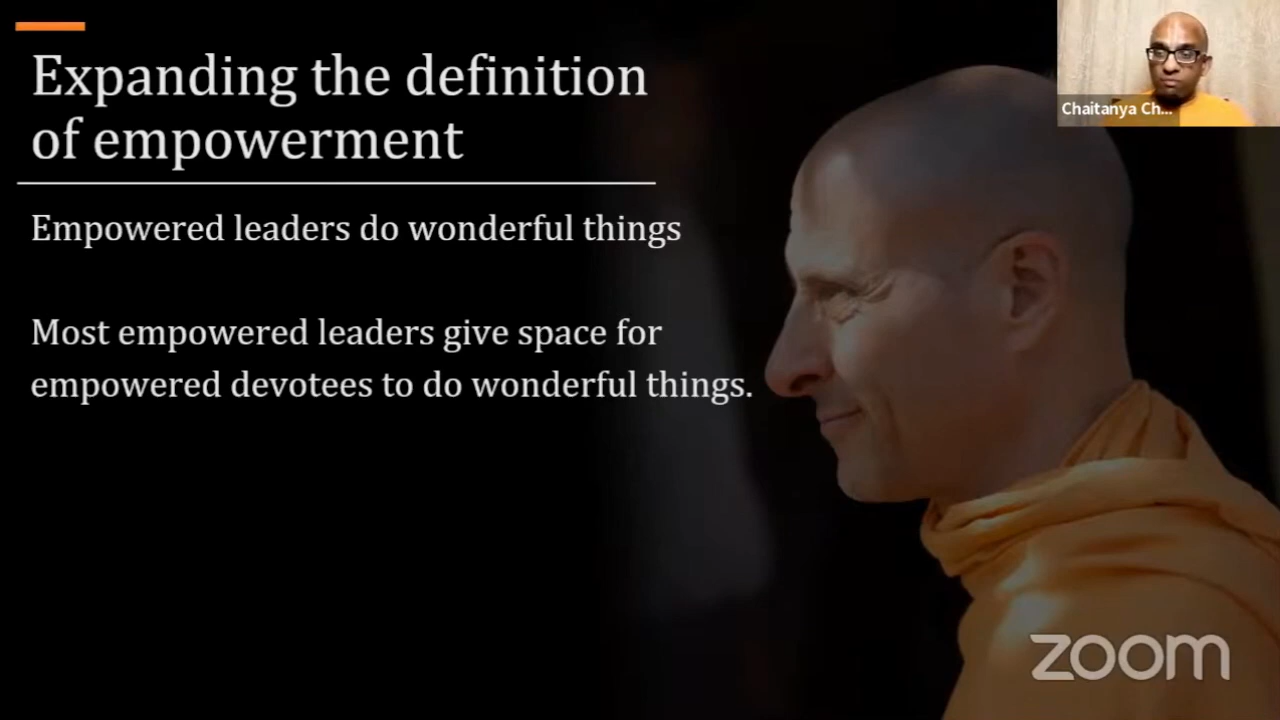 Expanding the definition
of empowerment
Empowered leaders do wonderful things
Most empowered leaders give space for
empowered devotees to do wonderful things.
Chaitanya Ch...
zoom